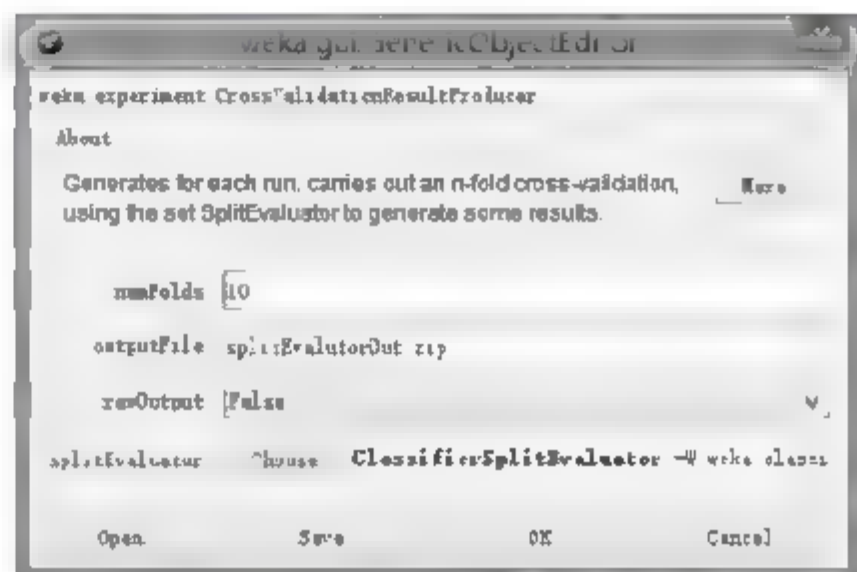 weka.gui.GenericObjectEditor
weka.experiment.CrossValidationResultProducer
About
Generates for each run, carries out an n-fold cross-validation,
using the set SplitEvaluator to generate some results.
More
numFolds 10
outputFile splitEvalutorOut.zip
rawOutput False
splitEvaluator Choose ClassifierSplitEvaluator -W weka.classi
Open... Save... OK Cancel